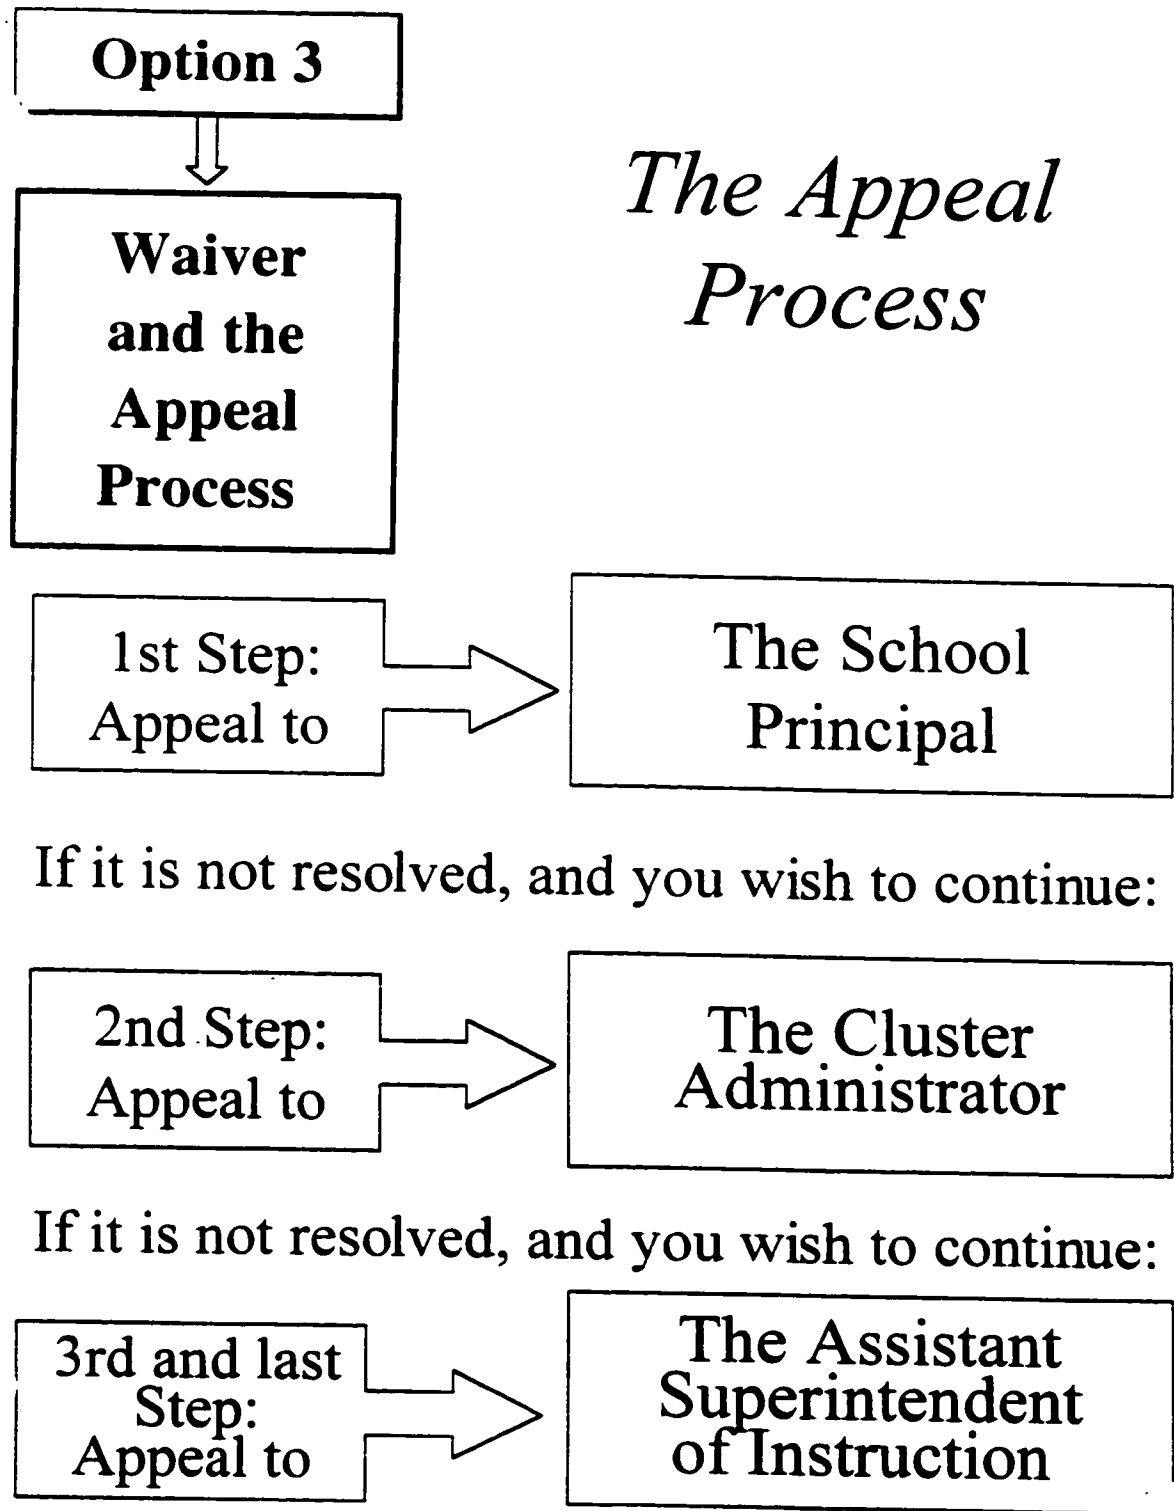 Option 3
The Appeal
Process
Waiver
and the
Appeal
Process
1st Step:
Appeal to
The School
Principal
If it is not resolved, and you wish to continue:
2nd Step:
Appeal to
The Cluster
Administrator
If it is not resolved, and you wish to continue:
3rd and last
Step:
Appeal to
The Assistant
Superintendent
of Instruction